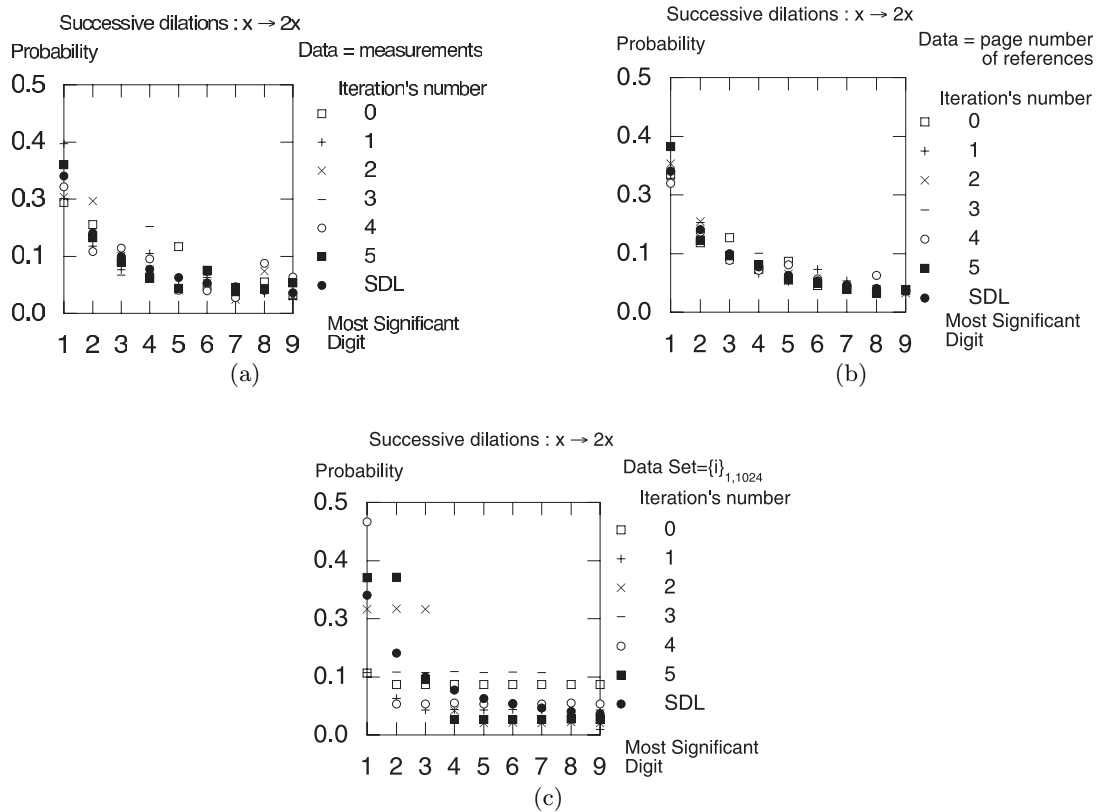 Successive dilations : x → 2x
Probability
Data = measurements
Iteration's number
0.5
0.4
0.3
0.1
0.0
0
1
2
3
4
5
SDL
Most Significant
Digit
1 2 3 4 5 6 7 8 9
(a)
Successive dilations : x → 2x
Probability
Data = page number
of references
Iteration's number
0.5
0.4
0.3
0.1
0.0
0
1
2
3
4
5
SDL
Most Significant
Digit
1 2 3 4 5 6 7 8 9
(b)
Successive dilations : x → 2x
Probability
Data Set={i}1,1024
Iteration's number
0.5
0.4
0.3
0.1
0.0
0
1
2
3
4
5
SDL
Most Significant
Digit
1 2 3 4 5 6 7 8 9
(c)